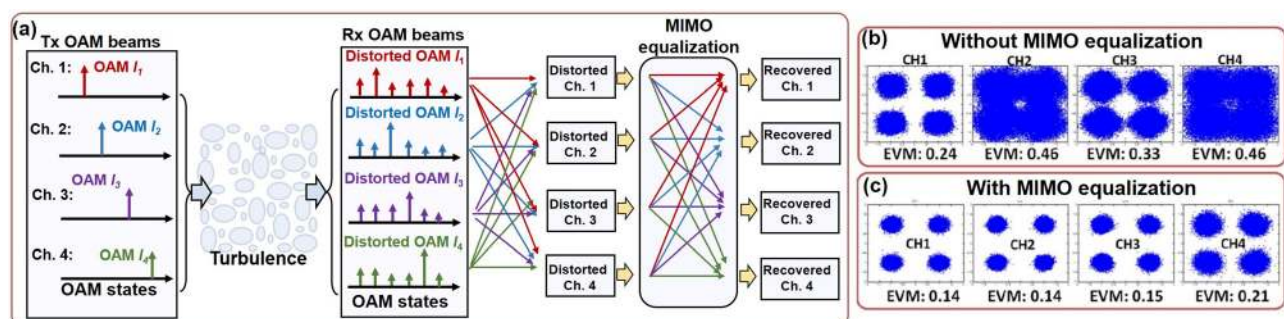 (a)
Tx OAM beams
Ch. 1:
OAM l1
Ch. 2:
OAM l2
Ch. 3:
OAM l3
Ch. 4:
OAM l4
OAM states
Turbulence
Rx OAM beams
Distorted OAM l1
Distorted OAM l2
Distorted OAM l3
Distorted OAM l4
OAM states
Distorted
Ch. 1
Distorted
Ch. 2
Distorted
Ch. 3
Distorted
Ch. 4
MIMO
equalization
Recovered
Ch. 1
Recovered
Ch. 2
Recovered
Ch. 3
Recovered
Ch. 4
(b)
Without MIMO equalization
CH1 CH2 CH3 CH4
EVM: 0.24 EVM: 0.46 EVM: 0.33 EVM: 0.46
(c)
With MIMO equalization
CH1 CH2 CH3 CH4
EVM: 0.14 EVM: 0.14 EVM: 0.15 EVM: 0.21